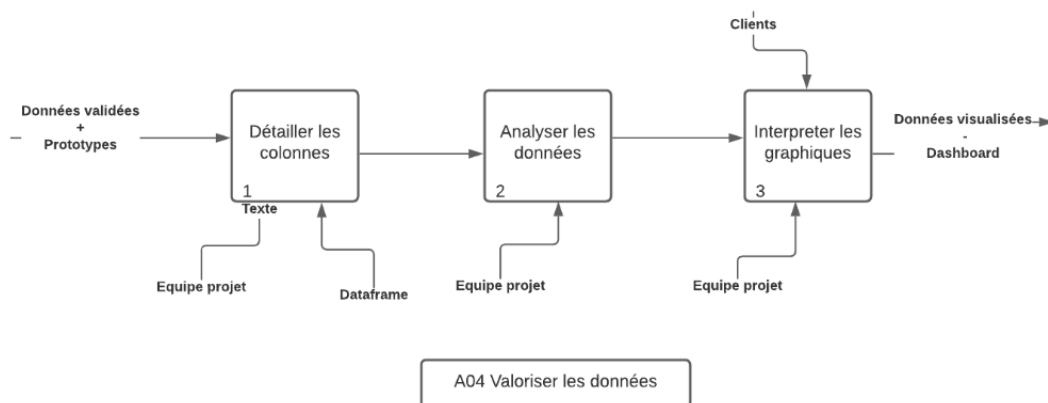 Clients
Données validées
+
Prototypes
Détailler les
colonnes
1
Texte
Analyser les
données
2
Interpreter les
graphiques
3
Données visualisées
-
Dashboard
Equipe projet
Dataframe
Equipe projet
Equipe projet
A04 Valoriser les données